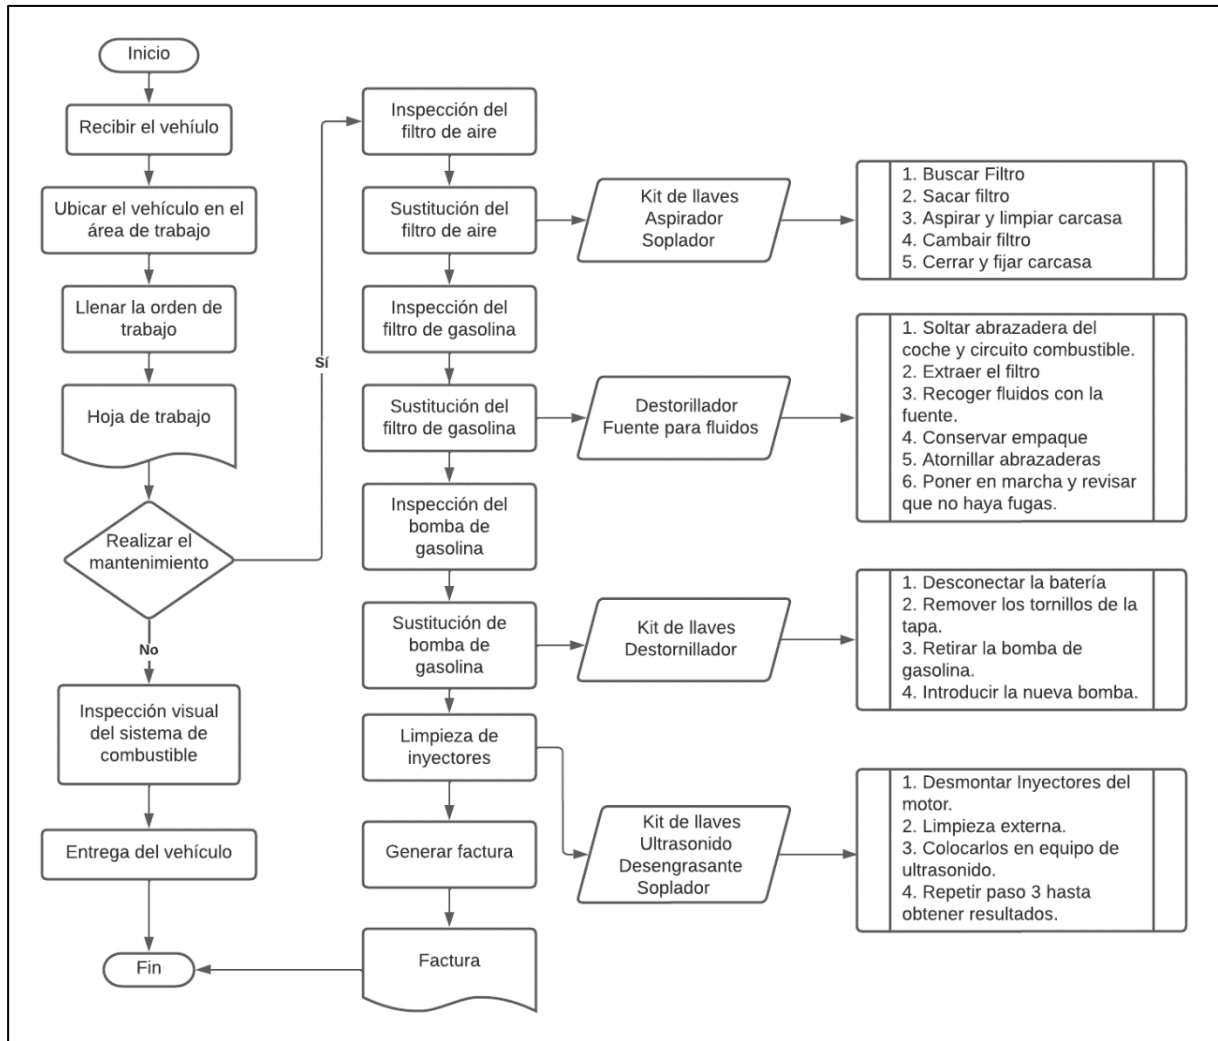 Inicio
Recibir el vehíulo
Ubicar el vehículo en el
área de trabajo
Llenar la orden de
trabajo
Hoja de trabajo
Realizar el
mantenimiento
No
Inspección visual
del sistema de
combustible
Entrega del vehículo
Fin
Sí
Inspección del
filtro de aire
Sustitución del
filtro de aire
Kit de llaves
Aspirador
Soplador
1. Buscar Filtro
2. Sacar filtro
3. Aspirar y limpiar carcasa
4. Cambair filtro
5. Cerrar y fijar carcasa
Inspección del
filtro de gasolina
Sustitución del
filtro de gasolina
Destorillador
Fuente para fluidos
1. Soltar abrazadera del
coche y circuito combustible.
2. Extraer el filtro
3. Recoger fluidos con la
fuente.
4. Conservar empaque
5. Atornillar abrazaderas
6. Poner en marcha y revisar
que no haya fugas.
Inspección del
bomba de
gasolina
Sustitución de
bomba de
gasolina
Kit de llaves
Destornillador
1. Desconectar la batería
2. Remover los tornillos de la
tapa.
3. Retirar la bomba de
gasolina.
4. Introducir la nueva bomba.
Limpieza de
inyectores
Kit de llaves
Ultrasonido
Desengrasante
Soplador
1. Desmontar Inyectores del
motor.
2. Limpieza externa.
3. Colocarlos en equipo de
ultrasonido.
4. Repetir paso 3 hasta
obtener resultados.
Generar factura
Factura